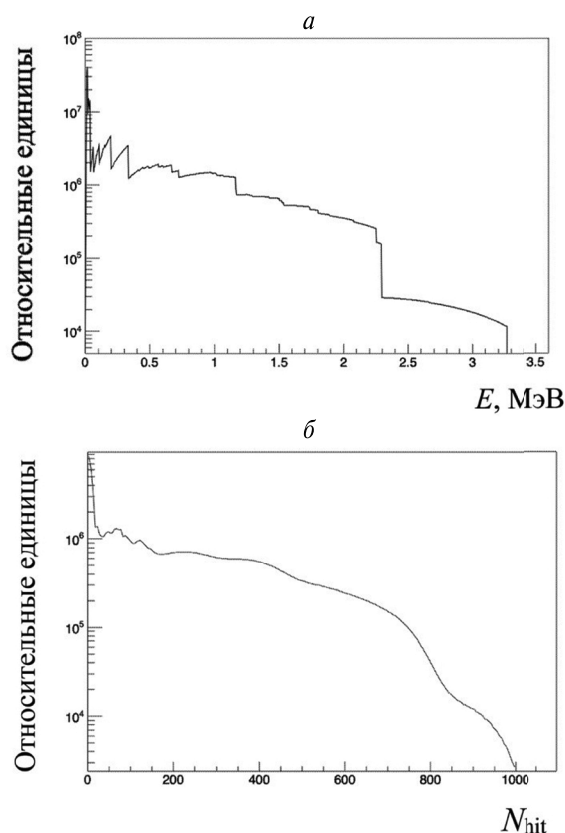 а
Относительные единицы
10⁸
10⁷
10⁶
10⁵
10⁴
0 0.5 1 1.5 2 2.5 3 3.5
E, МэВ
б
Относительные единицы
10⁶
10⁵
10⁴
0 200 400 600 800 1000
Nhit